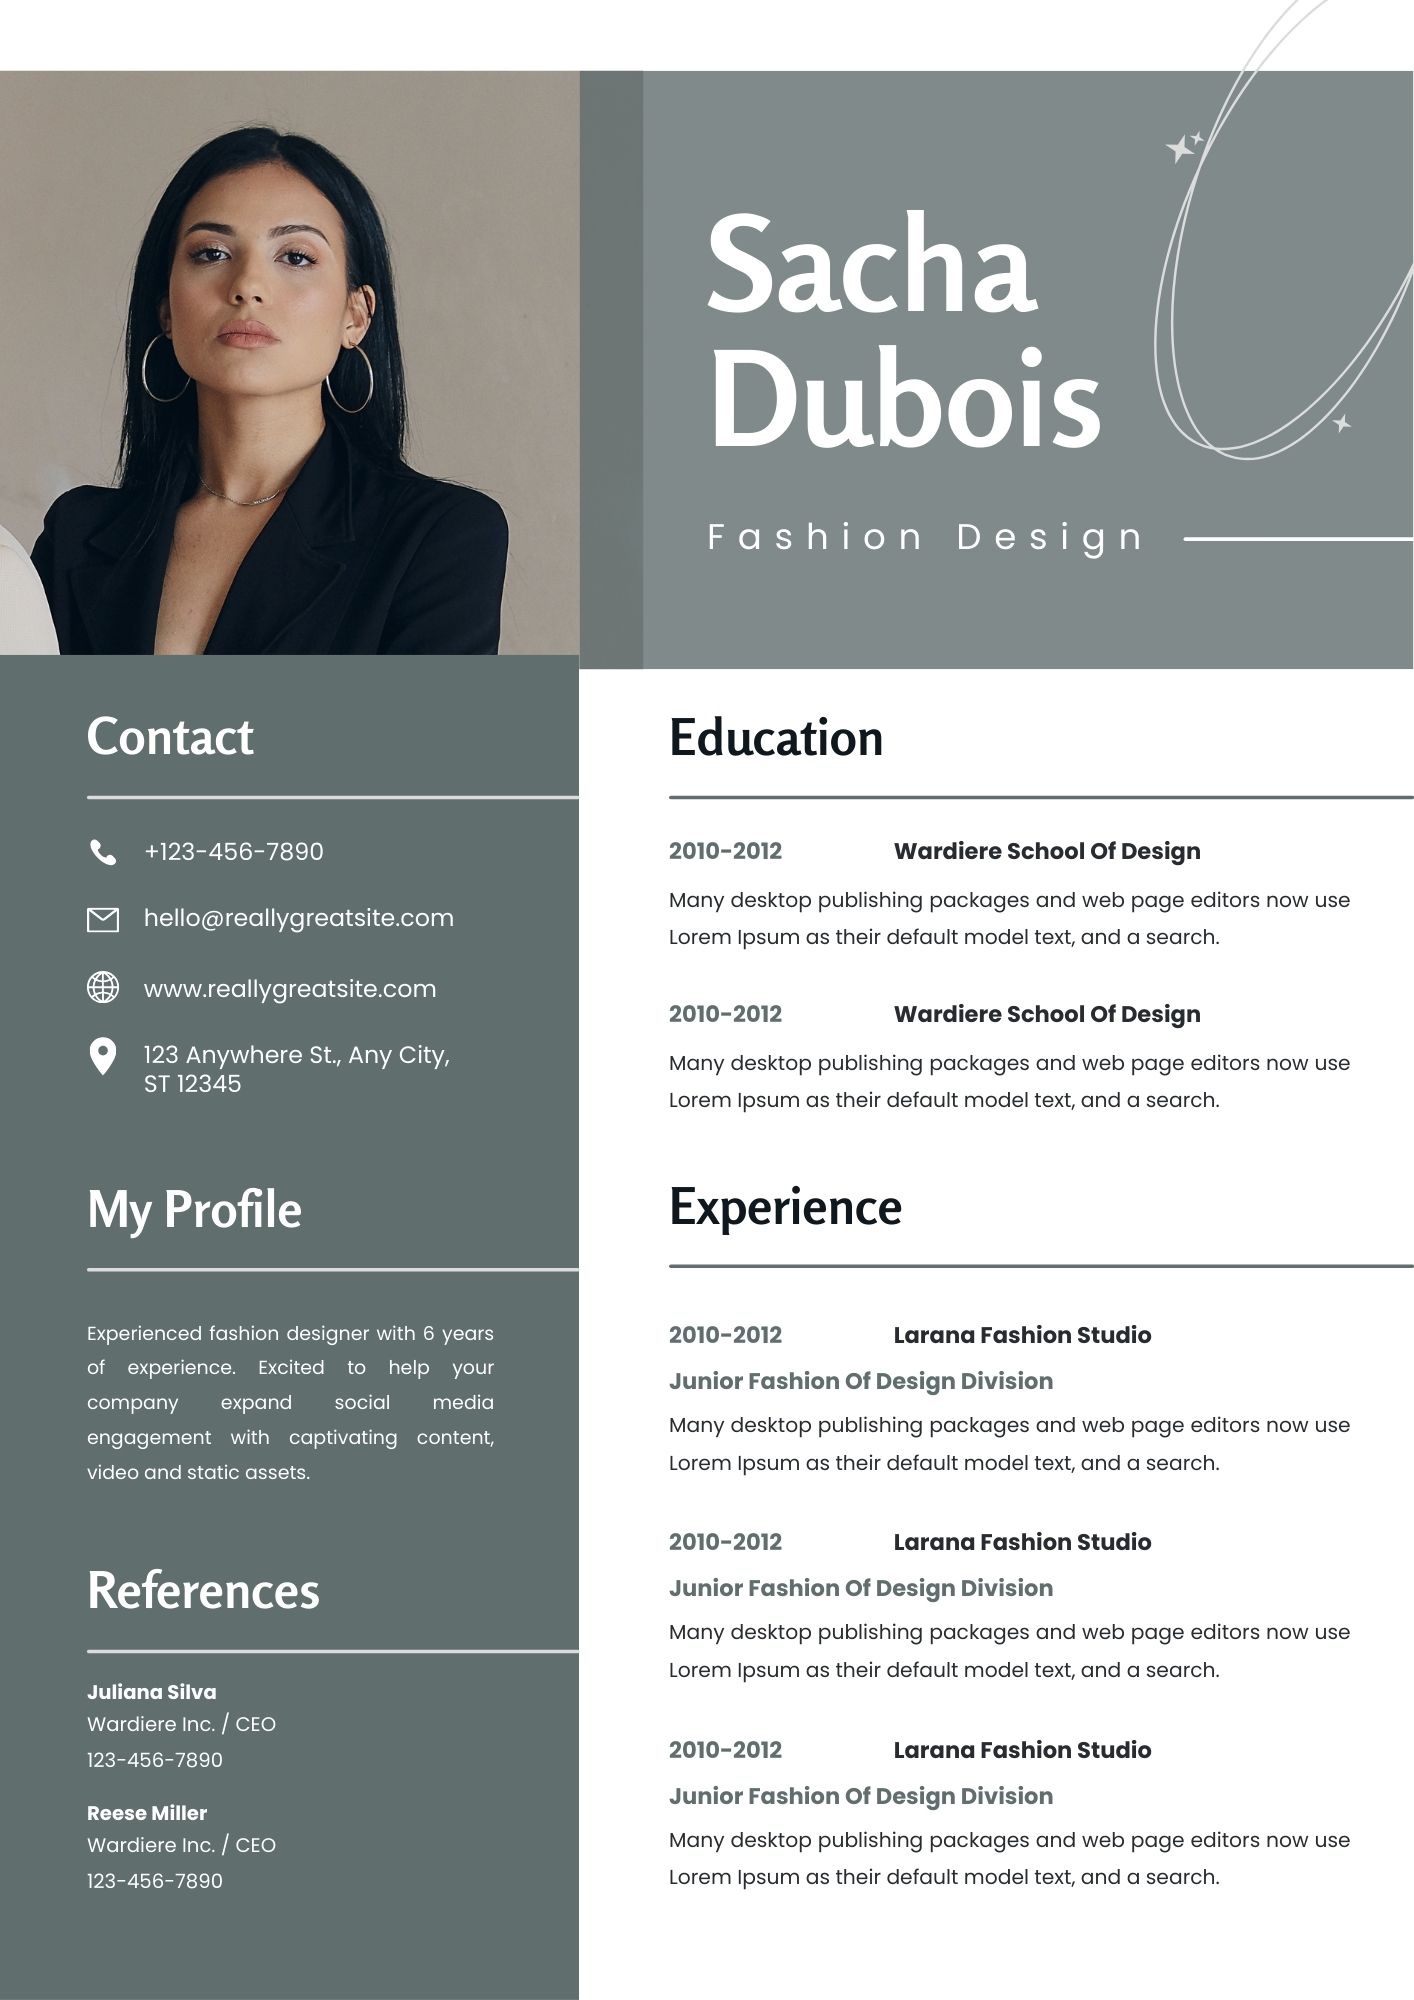 Sacha
Dubois
Fashion Design
Contact
+123-456-7890
hello@reallygreatsite.com
www.reallygreatsite.com
123 Anywhere St., Any City,
ST 12345
My Profile
Experienced fashion designer with 6 years
of experience. Excited to help your
company expand social media
engagement with captivating content,
video and static assets.
References
Juliana Silva
Wardiere Inc. / CEO
123-456-7890
Reese Miller
Wardiere Inc. / CEO
123-456-7890
Education
2010-2012 Wardiere School Of Design
Many desktop publishing packages and web page editors now use
Lorem Ipsum as their default model text, and a search.
2010-2012 Wardiere School Of Design
Many desktop publishing packages and web page editors now use
Lorem Ipsum as their default model text, and a search.
Experience
2010-2012 Larana Fashion Studio
Junior Fashion Of Design Division
Many desktop publishing packages and web page editors now use
Lorem Ipsum as their default model text, and a search.
2010-2012 Larana Fashion Studio
Junior Fashion Of Design Division
Many desktop publishing packages and web page editors now use
Lorem Ipsum as their default model text, and a search.
2010-2012 Larana Fashion Studio
Junior Fashion Of Design Division
Many desktop publishing packages and web page editors now use
Lorem Ipsum as their default model text, and a search.